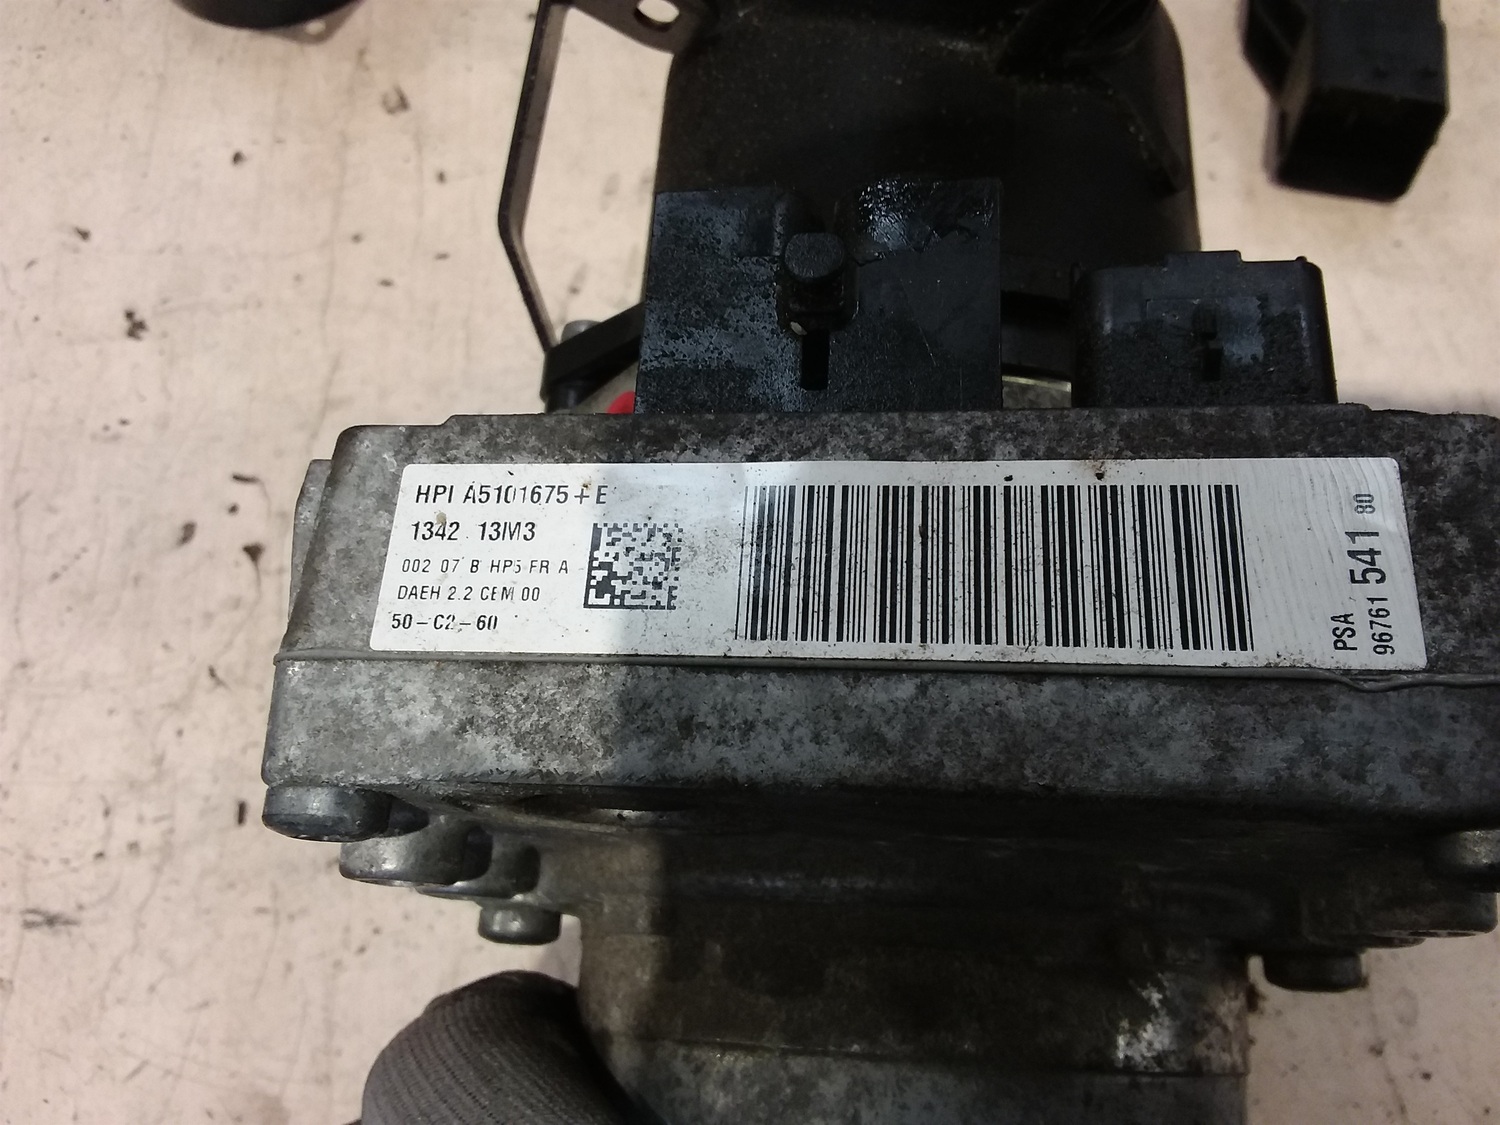 HPI A5101675+E
1342 13M3
002 07 B HP5 FR A
DAEH 2.2 CEM 00
50-C2-60
PSA
96761 541 80